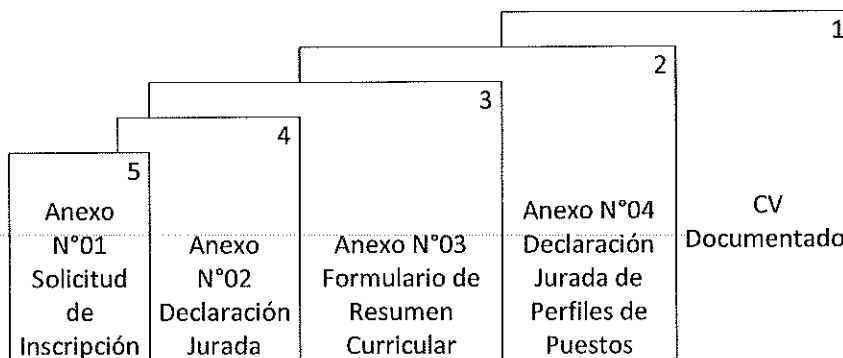 1
2
3
4
5
Anexo
N°01
Solicitud
de
Inscripción
Anexo
N°02
Declaración
Jurada
Anexo N°03
Formulario de
Resumen
Curricular
Anexo N°04
Declaración
Jurada de
Perfiles de
Puestos
CV
Documentado